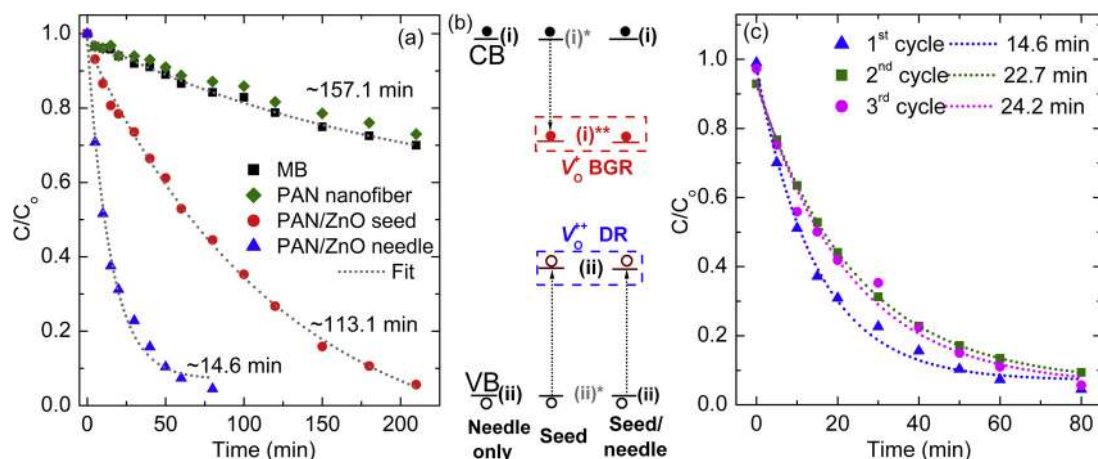 (a)
1.0
0.8
0.6
0.4
0.2
0.0
C/Co
~157.1 min
MB
PAN nanofiber
PAN/ZnO seed
PAN/ZnO needle
Fit
~113.1 min
~14.6 min
0 50 100 150 200
Time (min)
(b)
(i) (i)* (i)
CB
(i)**
V_O^+ BGR
V_O^{++} DR
(ii)
VB (ii) (ii)* (ii)
Needle only
Seed
Seed/
needle
(c)
1st cycle 14.6 min
2nd cycle 22.7 min
3rd cycle 24.2 min
1.0
0.8
0.6
0.4
0.2
0.0
C/Co
0 20 40 60 80
Time (min)